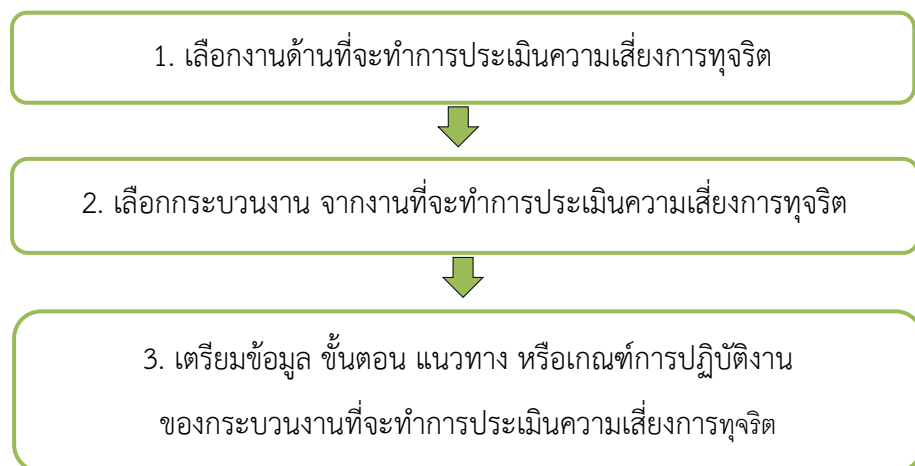 1. เลือกงานด้านที่จะทำการประเมินความเสี่ยงการทุจริต
2. เลือกกระบวนงาน จากงานที่จะทำการประเมินความเสี่ยงการทุจริต
3. เตรียมข้อมูล ขั้นตอน แนวทาง หรือเกณฑ์การปฏิบัติงาน
ของกระบวนงานที่จะทำการประเมินความเสี่ยงการทุจริต